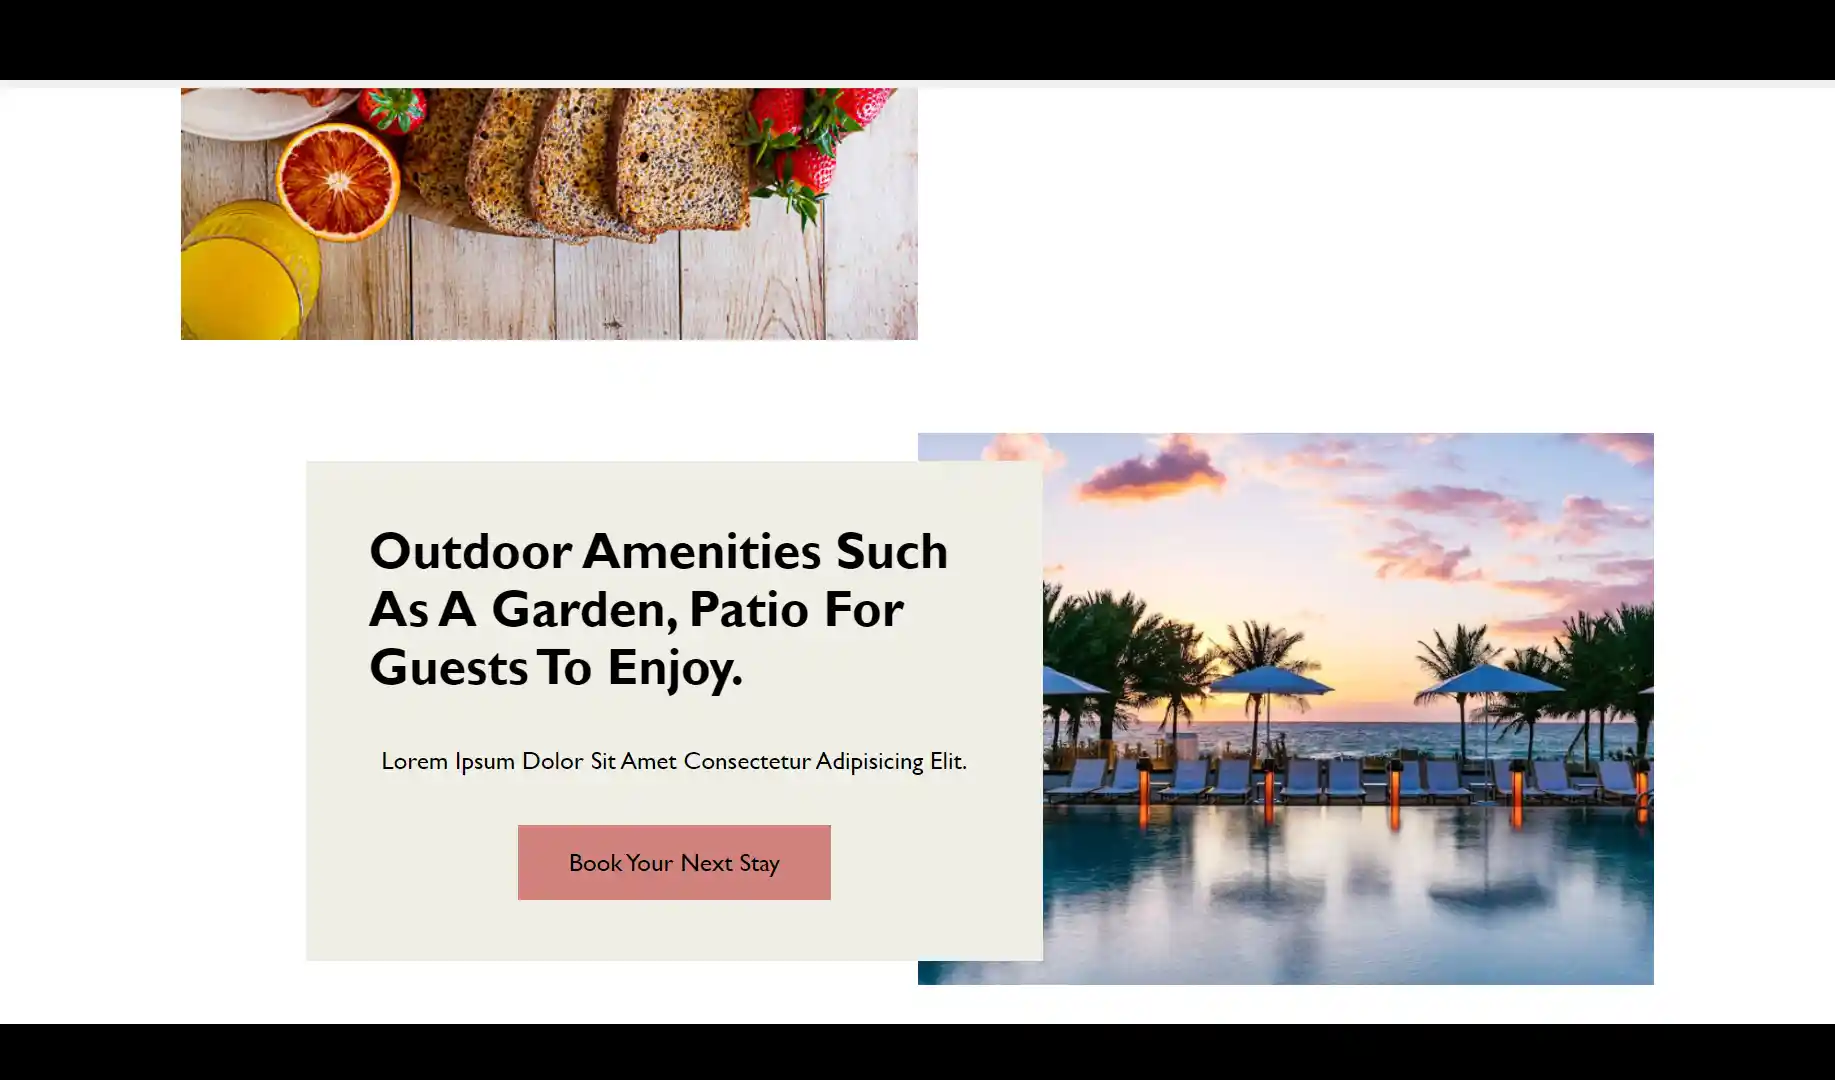 Outdoor Amenities Such
As A Garden, Patio For
Guests To Enjoy.
Lorem Ipsum Dolor Sit Amet Consectetur Adipisicing Elit.
Book Your Next Stay